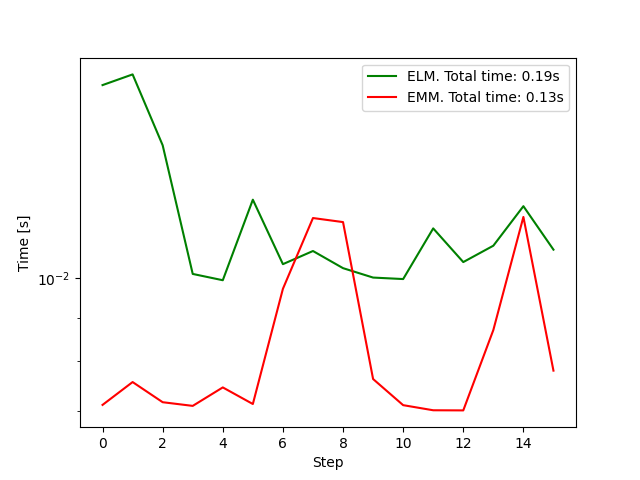 ELM. Total time: 0.19s
EMM. Total time: 0.13s
Time [s]
10⁻²
0 2 4 6 8 10 12 14
Step